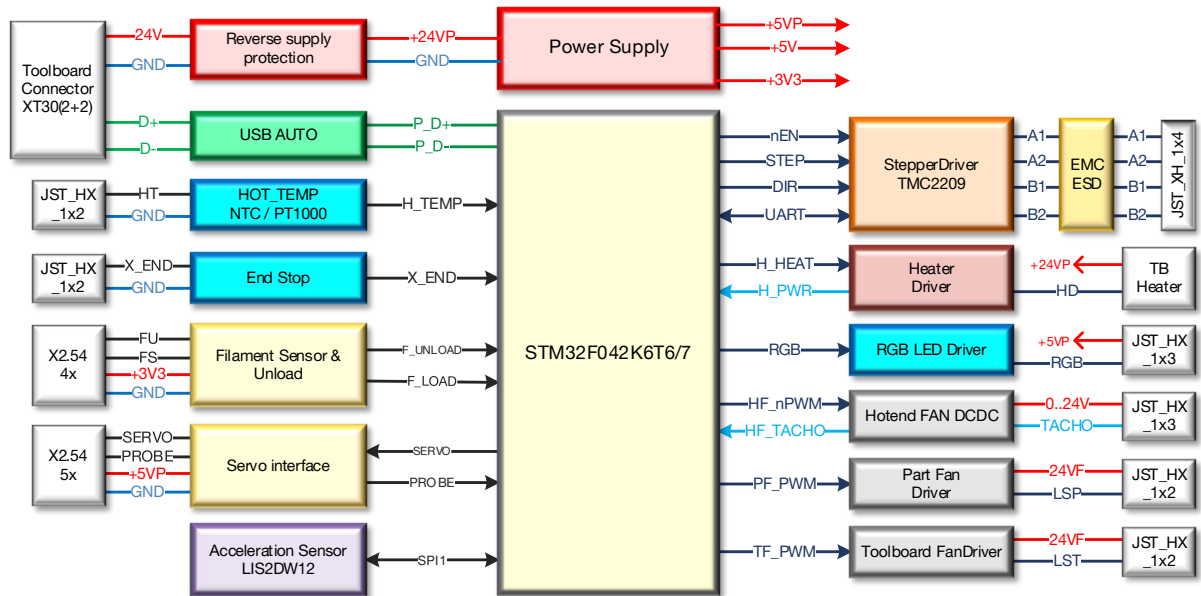 Toolboard
Connector
XT30(2+2)
24V
GND
Reverse supply
protection
+24VP
GND
Power Supply
+5VP
+5V
+3V3
D+
D-
USB AUTO
P_D+
P_D-
JST_HX
_1x2
HT
GND
HOT_TEMP
NTC / PT1000
H_TEMP
JST_HX
_1x2
X_END
GND
End Stop
X_END
X2.54
4x
FU
FS
+3V3
GND
Filament Sensor &
Unload
F_UNLOAD
F_LOAD
X2.54
5x
SERVO
PROBE
+5VP
GND
Servo interface
SERVO
PROBE
Acceleration Sensor
LIS2DW12
SPI1
STM32F042K6T6/7
nEN
STEP
DIR
UART
StepperDriver
TMC2209
A1
A2
B1
B2
EMC
ESD
A1
A2
B1
B2
JST_XH_1x4
H_HEAT
H_PWR
Heater
Driver
+24VP
HD
TB
Heater
RGB
RGB LED Driver
+5VP
RGB
JST_HX
_1x3
HF_nPWM
HF_TACHO
Hotend FAN DCDC
0..24V
TACHO
JST_HX
_1x3
PF_PWM
Part Fan
Driver
24VF
LSP
JST_HX
_1x2
TF_PWM
Toolboard FanDriver
24VF
LST
JST_HX
_1x2